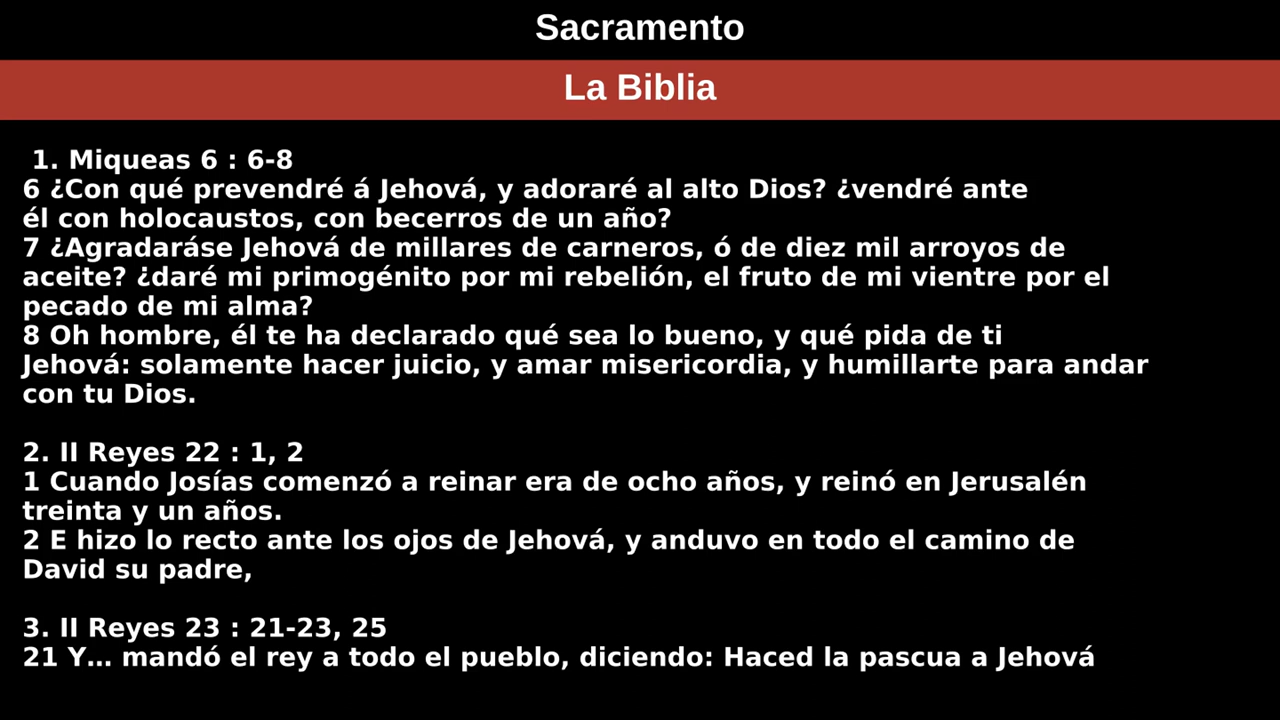 Sacramento
La Biblia
1. Miqueas 6 : 6-8
6 ¿Con qué prevendré á Jehová, y adoraré al alto Dios? ¿vendré ante
él con holocaustos, con becerros de un año?
7 ¿Agradaráse Jehová de millares de carneros, ó de diez mil arroyos de
aceite? ¿daré mi primogénito por mi rebelión, el fruto de mi vientre por el
pecado de mi alma?
8 Oh hombre, él te ha declarado qué sea lo bueno, y qué pida de ti
Jehová: solamente hacer juicio, y amar misericordia, y humillarte para andar
con tu Dios.
2. II Reyes 22 : 1, 2
1 Cuando Josías comenzó a reinar era de ocho años, y reinó en Jerusalén
treinta y un años.
2 E hizo lo recto ante los ojos de Jehová, y anduvo en todo el camino de
David su padre,
3. II Reyes 23 : 21-23, 25
21 Y… mandó el rey a todo el pueblo, diciendo: Haced la pascua a Jehová